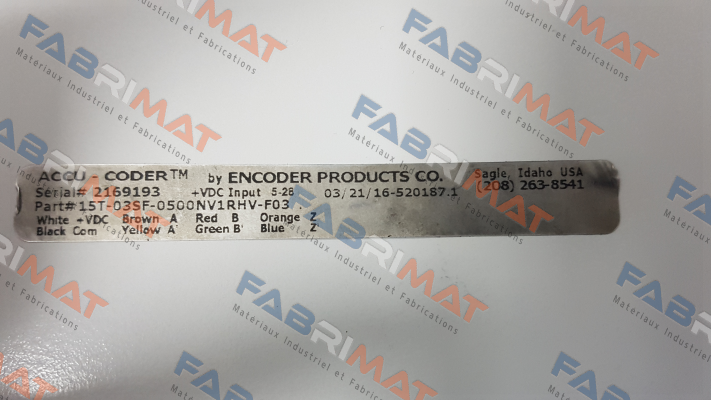 ACCU - CODER™ by ENCODER PRODUCTS CO. Sagle, Idaho USA
Serial# 2169193 +VDC Input 5-28 03/21/16-520187.1 (208) 263-8541
Part# 15T-03SF-0500NV1RHV-F03
White +VDC Brown A Red B Orange Z
Black Com Yellow A' Green B' Blue Z'
FABRIMAT
Matériaux Industriel et Fabrications